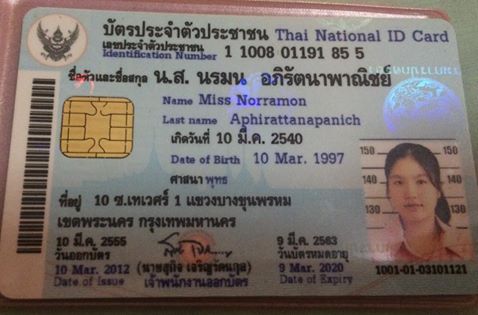 บัตรประจำตัวประชาชน Thai National ID Card
เลขประจำตัวประชาชน 1 1008 01191 85 5
Identification Number
ชื่อตัวและชื่อสกุล น.ส. นรมน อภิรัตนาพาณิชย์
Name Miss Norramon
Last name Aphirattanapanich
เกิดวันที่ 10 มี.ค. 2540
Date of Birth 10 Mar. 1997
ศาสนา พุทธ
ที่อยู่ 10 ซ.เทเวศร์ 1 แขวงบางขุนพรหม
เขตพระนคร กรุงเทพมหานคร
10 มี.ค. 2555
วันออกบัตร
10 Mar. 2012
Date of Issue
(นายสุกิจ เจริญรัตนกุล)
เจ้าพนักงานออกบัตร
9 มี.ค. 2563
วันบัตรหมดอายุ
9 Mar. 2020
Date of Expiry
150 150
140 140
130 130
1001-01-03101121